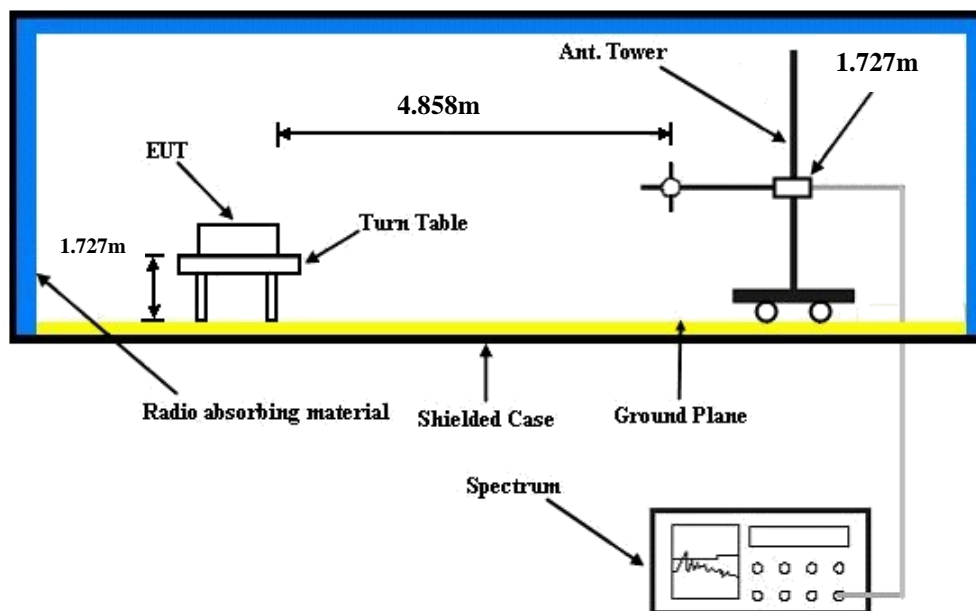 Ant. Tower
1.727m
4.858m
EUT
Turn Table
1.727m
Radio absorbing material
Shielded Case
Ground Plane
Spectrum